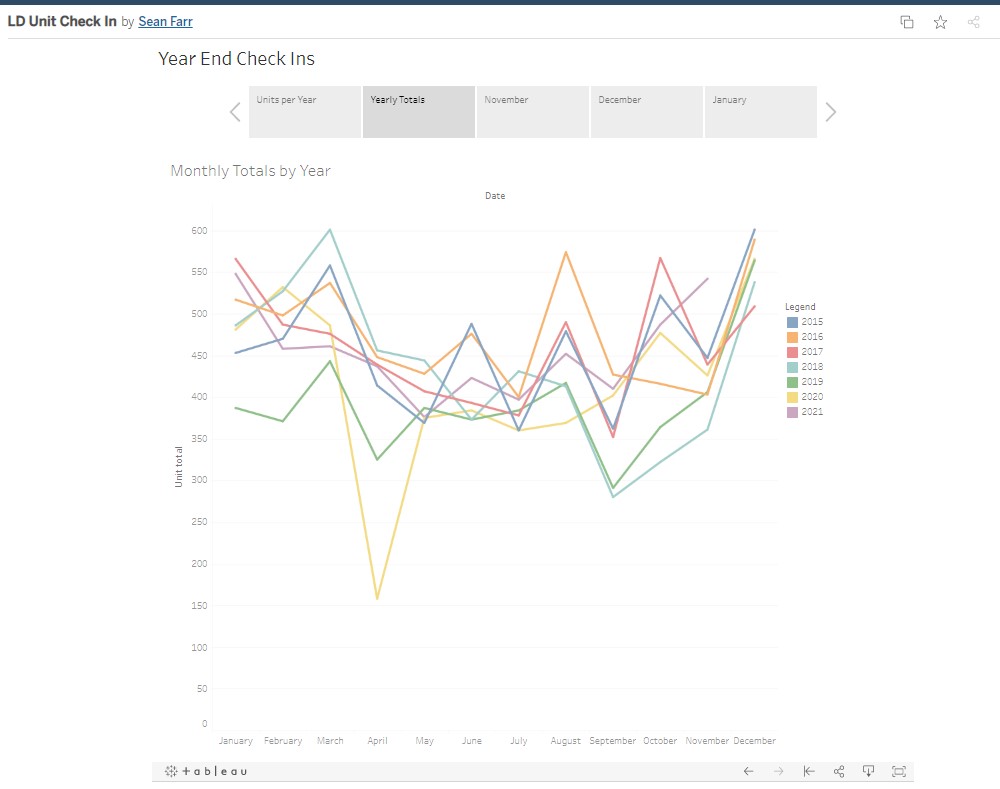 LD Unit Check In by Sean Farr
Year End Check Ins
Units per Year
Yearly Totals
November
December
January
Monthly Totals by Year
Date
600
550
500
450
400
350
300
250
200
150
100
50
0
Unit total
January February March April May June July August September October November December
Legend
2015
2016
2017
2018
2019
2020
2021
+ableau